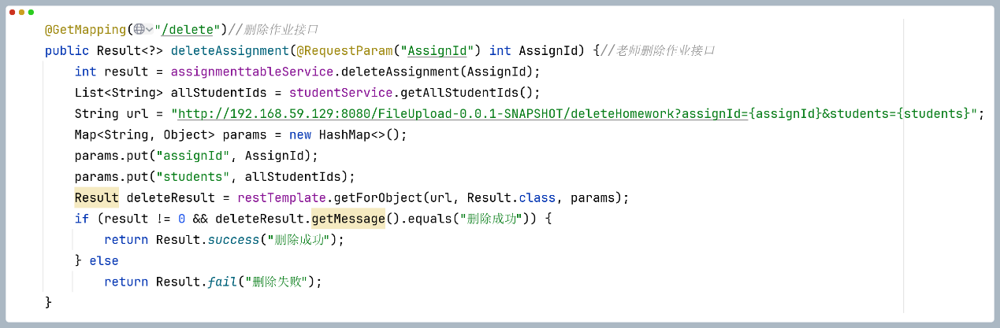 @GetMapping("/delete")//删除作业接口
public Result<?> deleteAssignment(@RequestParam("AssignId") int AssignId) {//老师删除作业接口
int result = assignmenttableService.deleteAssignment(AssignId);
List<String> allStudentIds = studentService.getAllStudentIds();
String url = "http://192.168.59.129:8080/FileUpload-0.0.1-SNAPSHOT/deleteHomework?assignId={assignId}&students={students}";
Map<String, Object> params = new HashMap<>();
params.put("assignId", AssignId);
params.put("students", allStudentIds);
Result deleteResult = restTemplate.getForObject(url, Result.class, params);
if (result != 0 && deleteResult.getMessage().equals("删除成功")) {
return Result.success("删除成功");
} else
return Result.fail("删除失败");
}